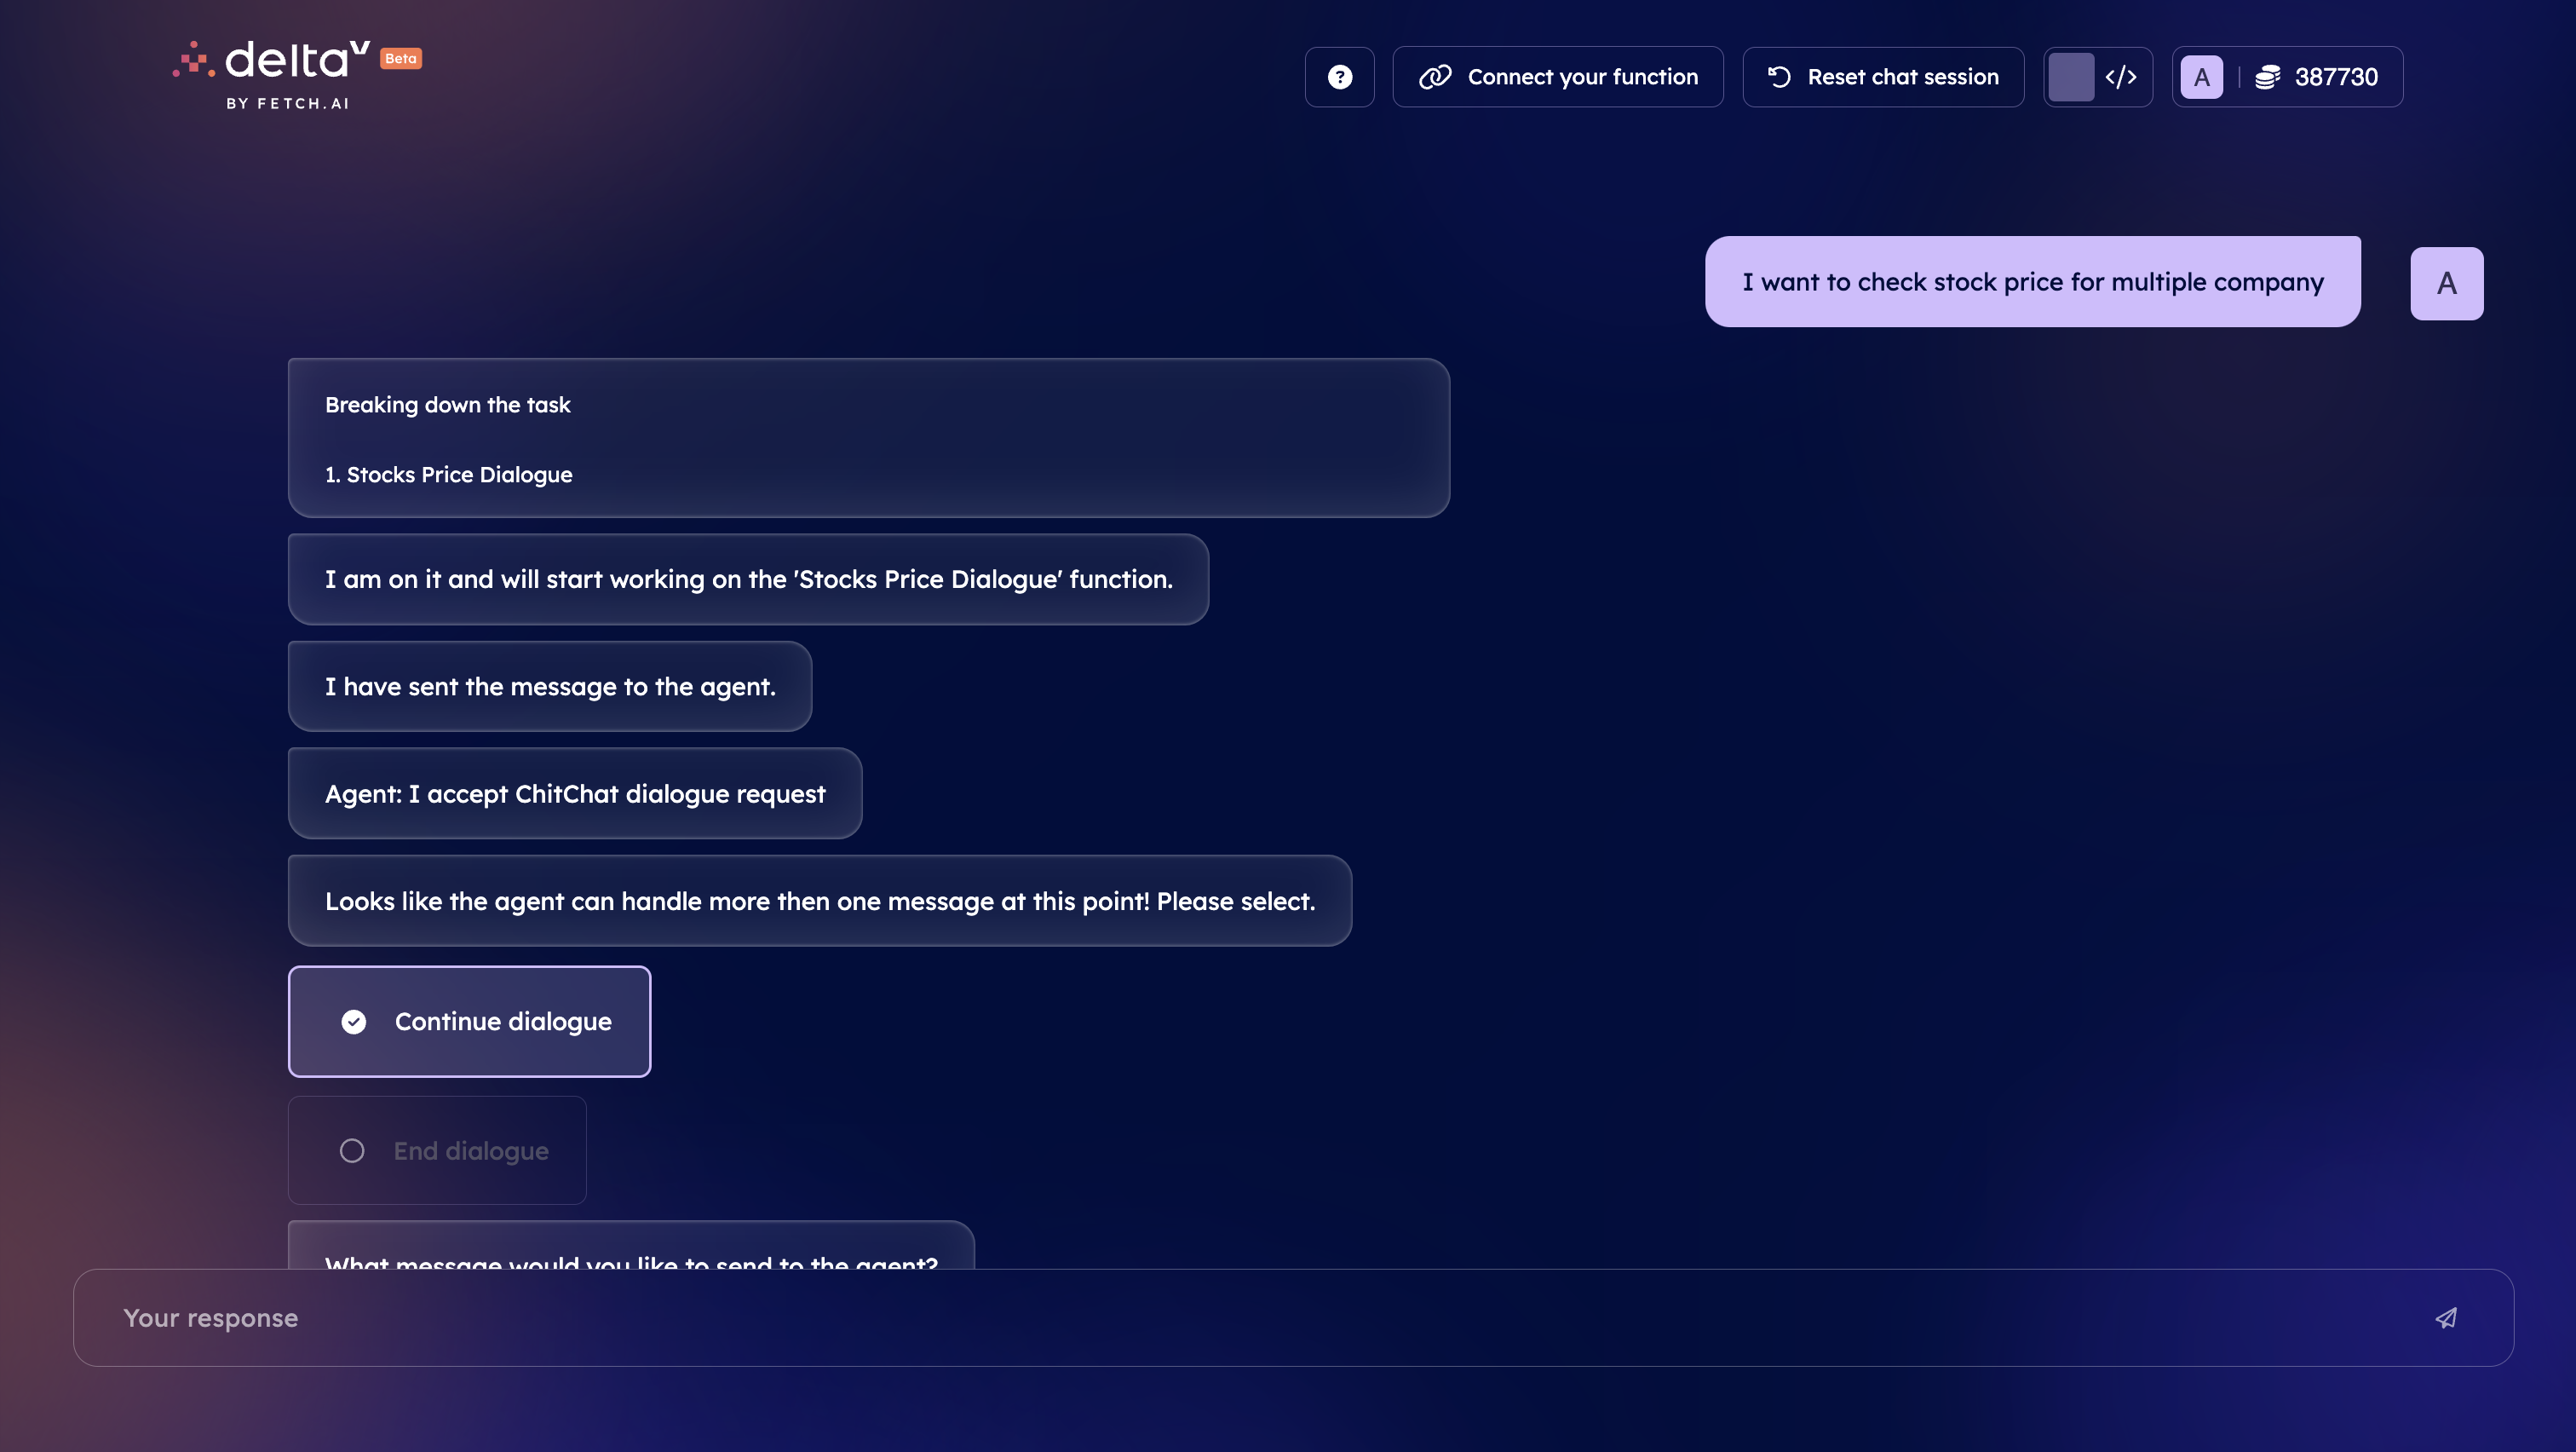 delta
v
Beta
BY FETCH.AI
?
Connect your function
Reset chat session
</>
A
387730
I want to check stock price for multiple company
A
Breaking down the task
1. Stocks Price Dialogue
I am on it and will start working on the 'Stocks Price Dialogue' function.
I have sent the message to the agent.
Agent: I accept ChitChat dialogue request
Looks like the agent can handle more then one message at this point! Please select.
Continue dialogue
End dialogue
What message would you like to send to the agent?
Your response